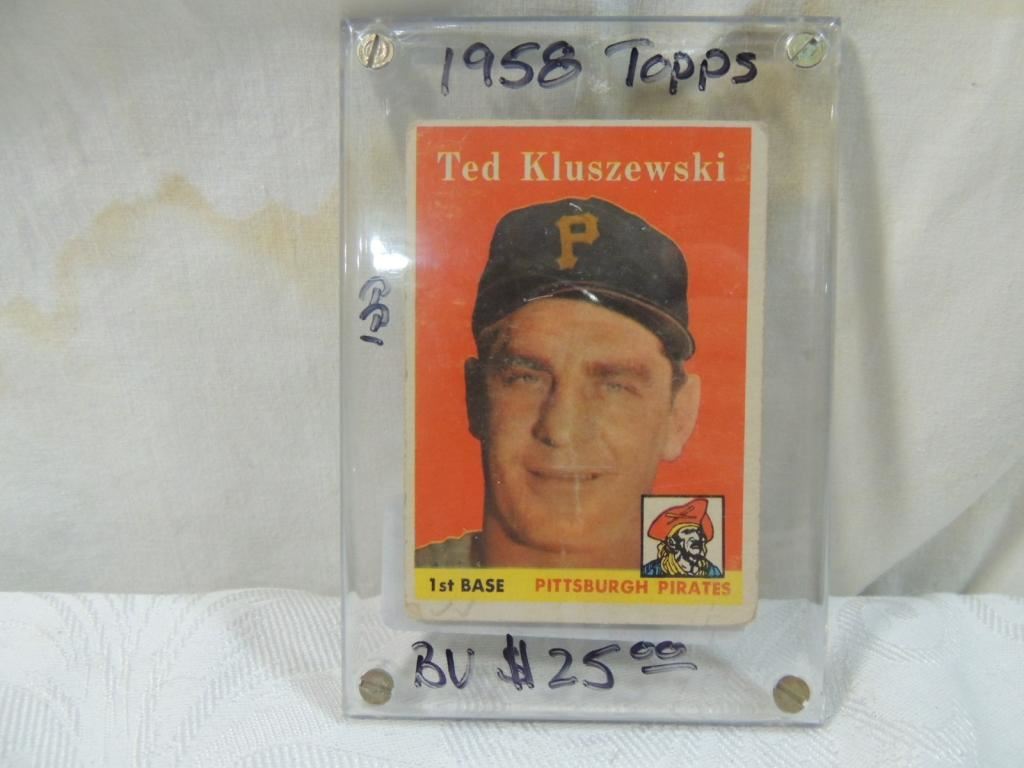 1958 Topps
Ted Kluszewski
P
1st BASE PITTSBURGH PIRATES
BV $25.00